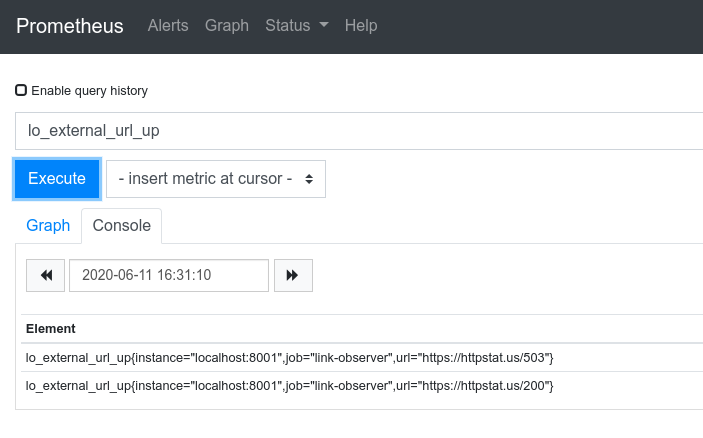 Prometheus Alerts Graph Status Help
Enable query history
lo_external_url_up
Execute - insert metric at cursor -
Graph Console
2020-06-11 16:31:10
Element
lo_external_url_up{instance="localhost:8001",job="link-observer",url="https://httpstat.us/503"}
lo_external_url_up{instance="localhost:8001",job="link-observer",url="https://httpstat.us/200"}